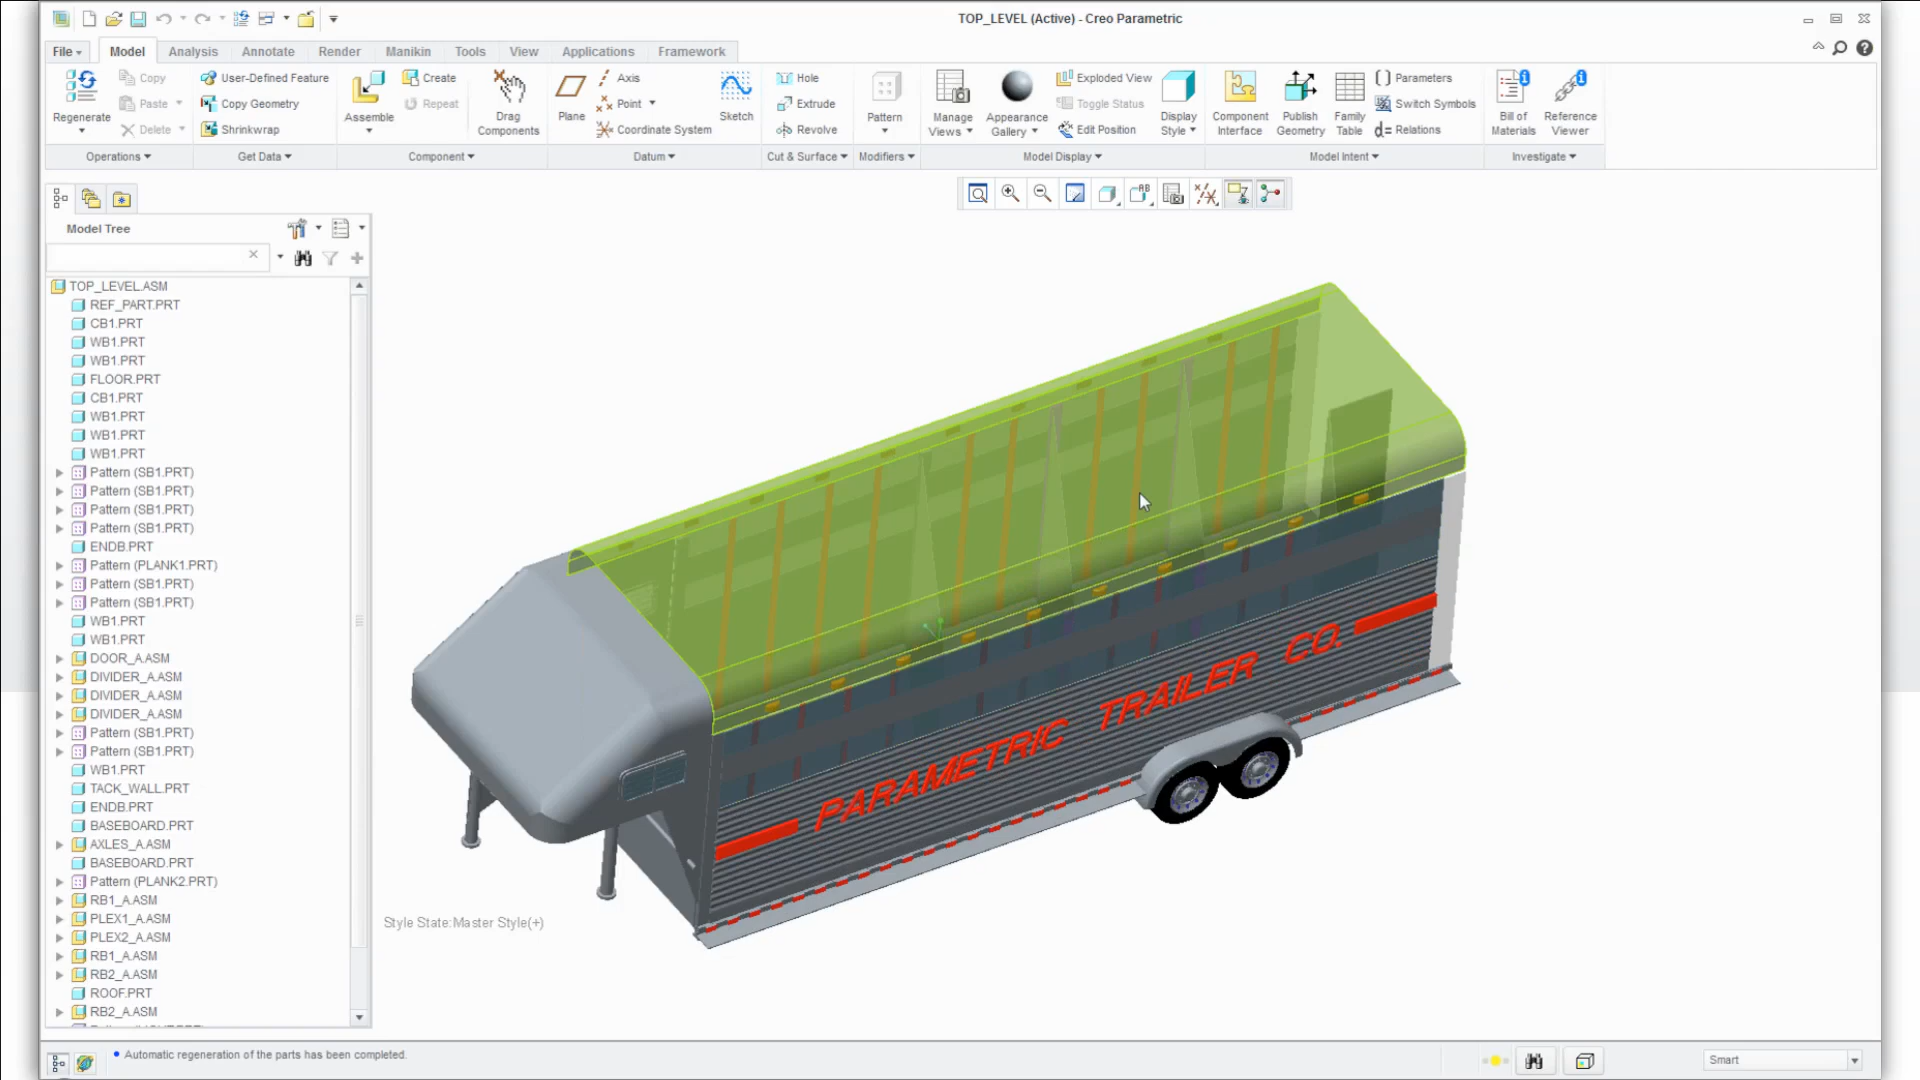 TOP_LEVEL (Active) - Creo Parametric
File Model Analysis Annotate Render Manikin Tools View Applications Framework
Regenerate
Copy
Paste
Delete
Operations
User-Defined Feature
Copy Geometry
Shrinkwrap
Get Data
Assemble
Create
Repeat
Drag
Components
Component
Plane
Axis
Point
Coordinate System
Sketch
Datum
Hole
Extrude
Revolve
Cut & Surface
Pattern
Modifiers
Manage
Views
Appearance
Gallery
Exploded View
Toggle Status
Edit Position
Display
Style
Model Display
Component
Interface
Publish
Geometry
Family
Table
Parameters
Switch Symbols
d= Relations
Model Intent
Bill of
Materials
Reference
Viewer
Investigate
Model Tree
TOP_LEVEL.ASM
REF_PART.PRT
CB1.PRT
WB1.PRT
WB1.PRT
FLOOR.PRT
CB1.PRT
WB1.PRT
WB1.PRT
WB1.PRT
Pattern (SB1.PRT)
Pattern (SB1.PRT)
Pattern (SB1.PRT)
Pattern (SB1.PRT)
ENDB.PRT
Pattern (PLANK1.PRT)
Pattern (SB1.PRT)
Pattern (SB1.PRT)
WB1.PRT
WB1.PRT
DOOR_A.ASM
DIVIDER_A.ASM
DIVIDER_A.ASM
DIVIDER_A.ASM
Pattern (SB1.PRT)
Pattern (SB1.PRT)
WB1.PRT
TACK_WALL.PRT
ENDB.PRT
BASEBOARD.PRT
AXLES_A.ASM
BASEBOARD.PRT
Pattern (PLANK2.PRT)
RB1_A.ASM
PLEX1_A.ASM
PLEX2_A.ASM
RB1_A.ASM
RB2_A.ASM
ROOF.PRT
RB2_A.ASM
PARAMETRIC TRAILER CO.
Style State:Master Style(+)
Automatic regeneration of the parts has been completed.
Smart